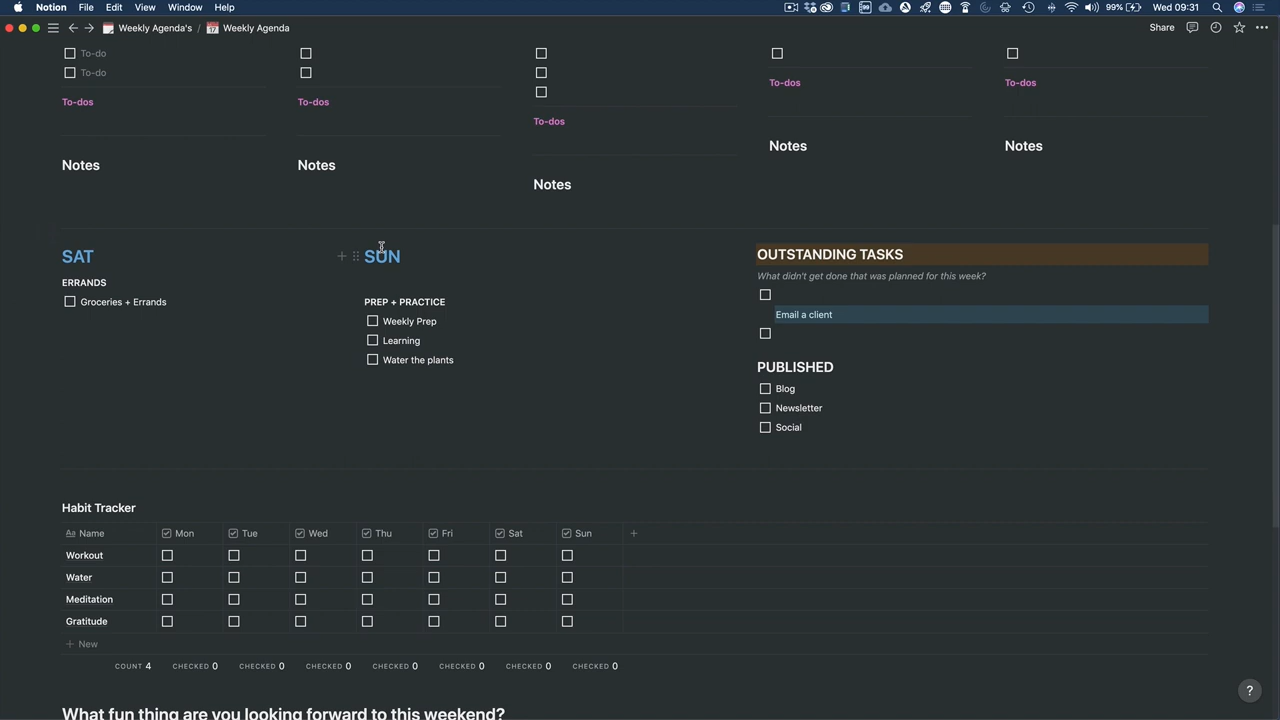 Notion File Edit View Window Help 99% Wed 09:31
Weekly Agenda's / Weekly Agenda Share
To-do
To-do
To-dos
To-dos
To-dos
To-dos
To-dos
Notes
Notes
Notes
Notes
Notes
SAT
ERRANDS
Groceries + Errands
SUN
PREP + PRACTICE
Weekly Prep
Learning
Water the plants
OUTSTANDING TASKS
What didn't get done that was planned for this week?
Email a client
PUBLISHED
Blog
Newsletter
Social
Habit Tracker
Aa Name Mon Tue Wed Thu Fri Sat Sun +
Workout
Water
Meditation
Gratitude
+ New
COUNT 4 CHECKED 0 CHECKED 0 CHECKED 0 CHECKED 0 CHECKED 0 CHECKED 0 CHECKED 0
What fun thing are you looking forward to this weekend?
?